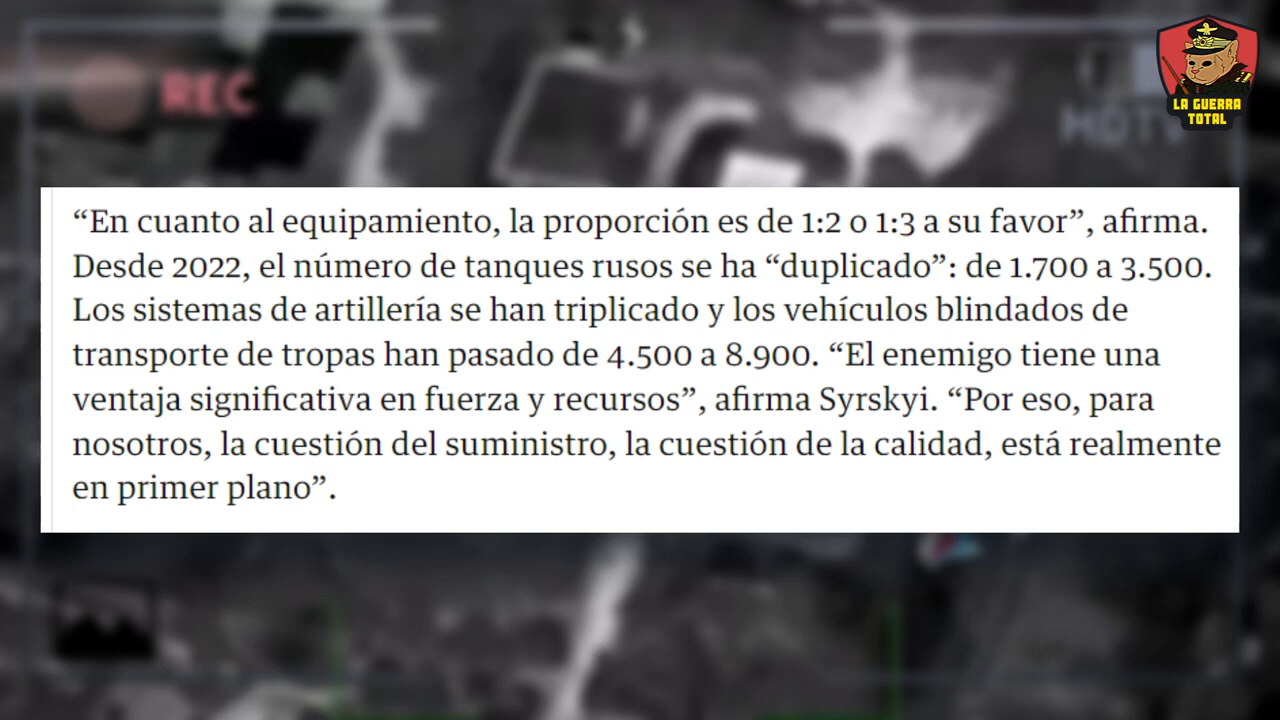 REC
HDTV
LA GUERRA
TOTAL
“En cuanto al equipamiento, la proporción es de 1:2 o 1:3 a su favor”, afirma.
Desde 2022, el número de tanques rusos se ha “duplicado”: de 1.700 a 3.500.
Los sistemas de artillería se han triplicado y los vehículos blindados de
transporte de tropas han pasado de 4.500 a 8.900. “El enemigo tiene una
ventaja significativa en fuerza y recursos”, afirma Syrskyi. “Por eso, para
nosotros, la cuestión del suministro, la cuestión de la calidad, está realmente
en primer plano”.